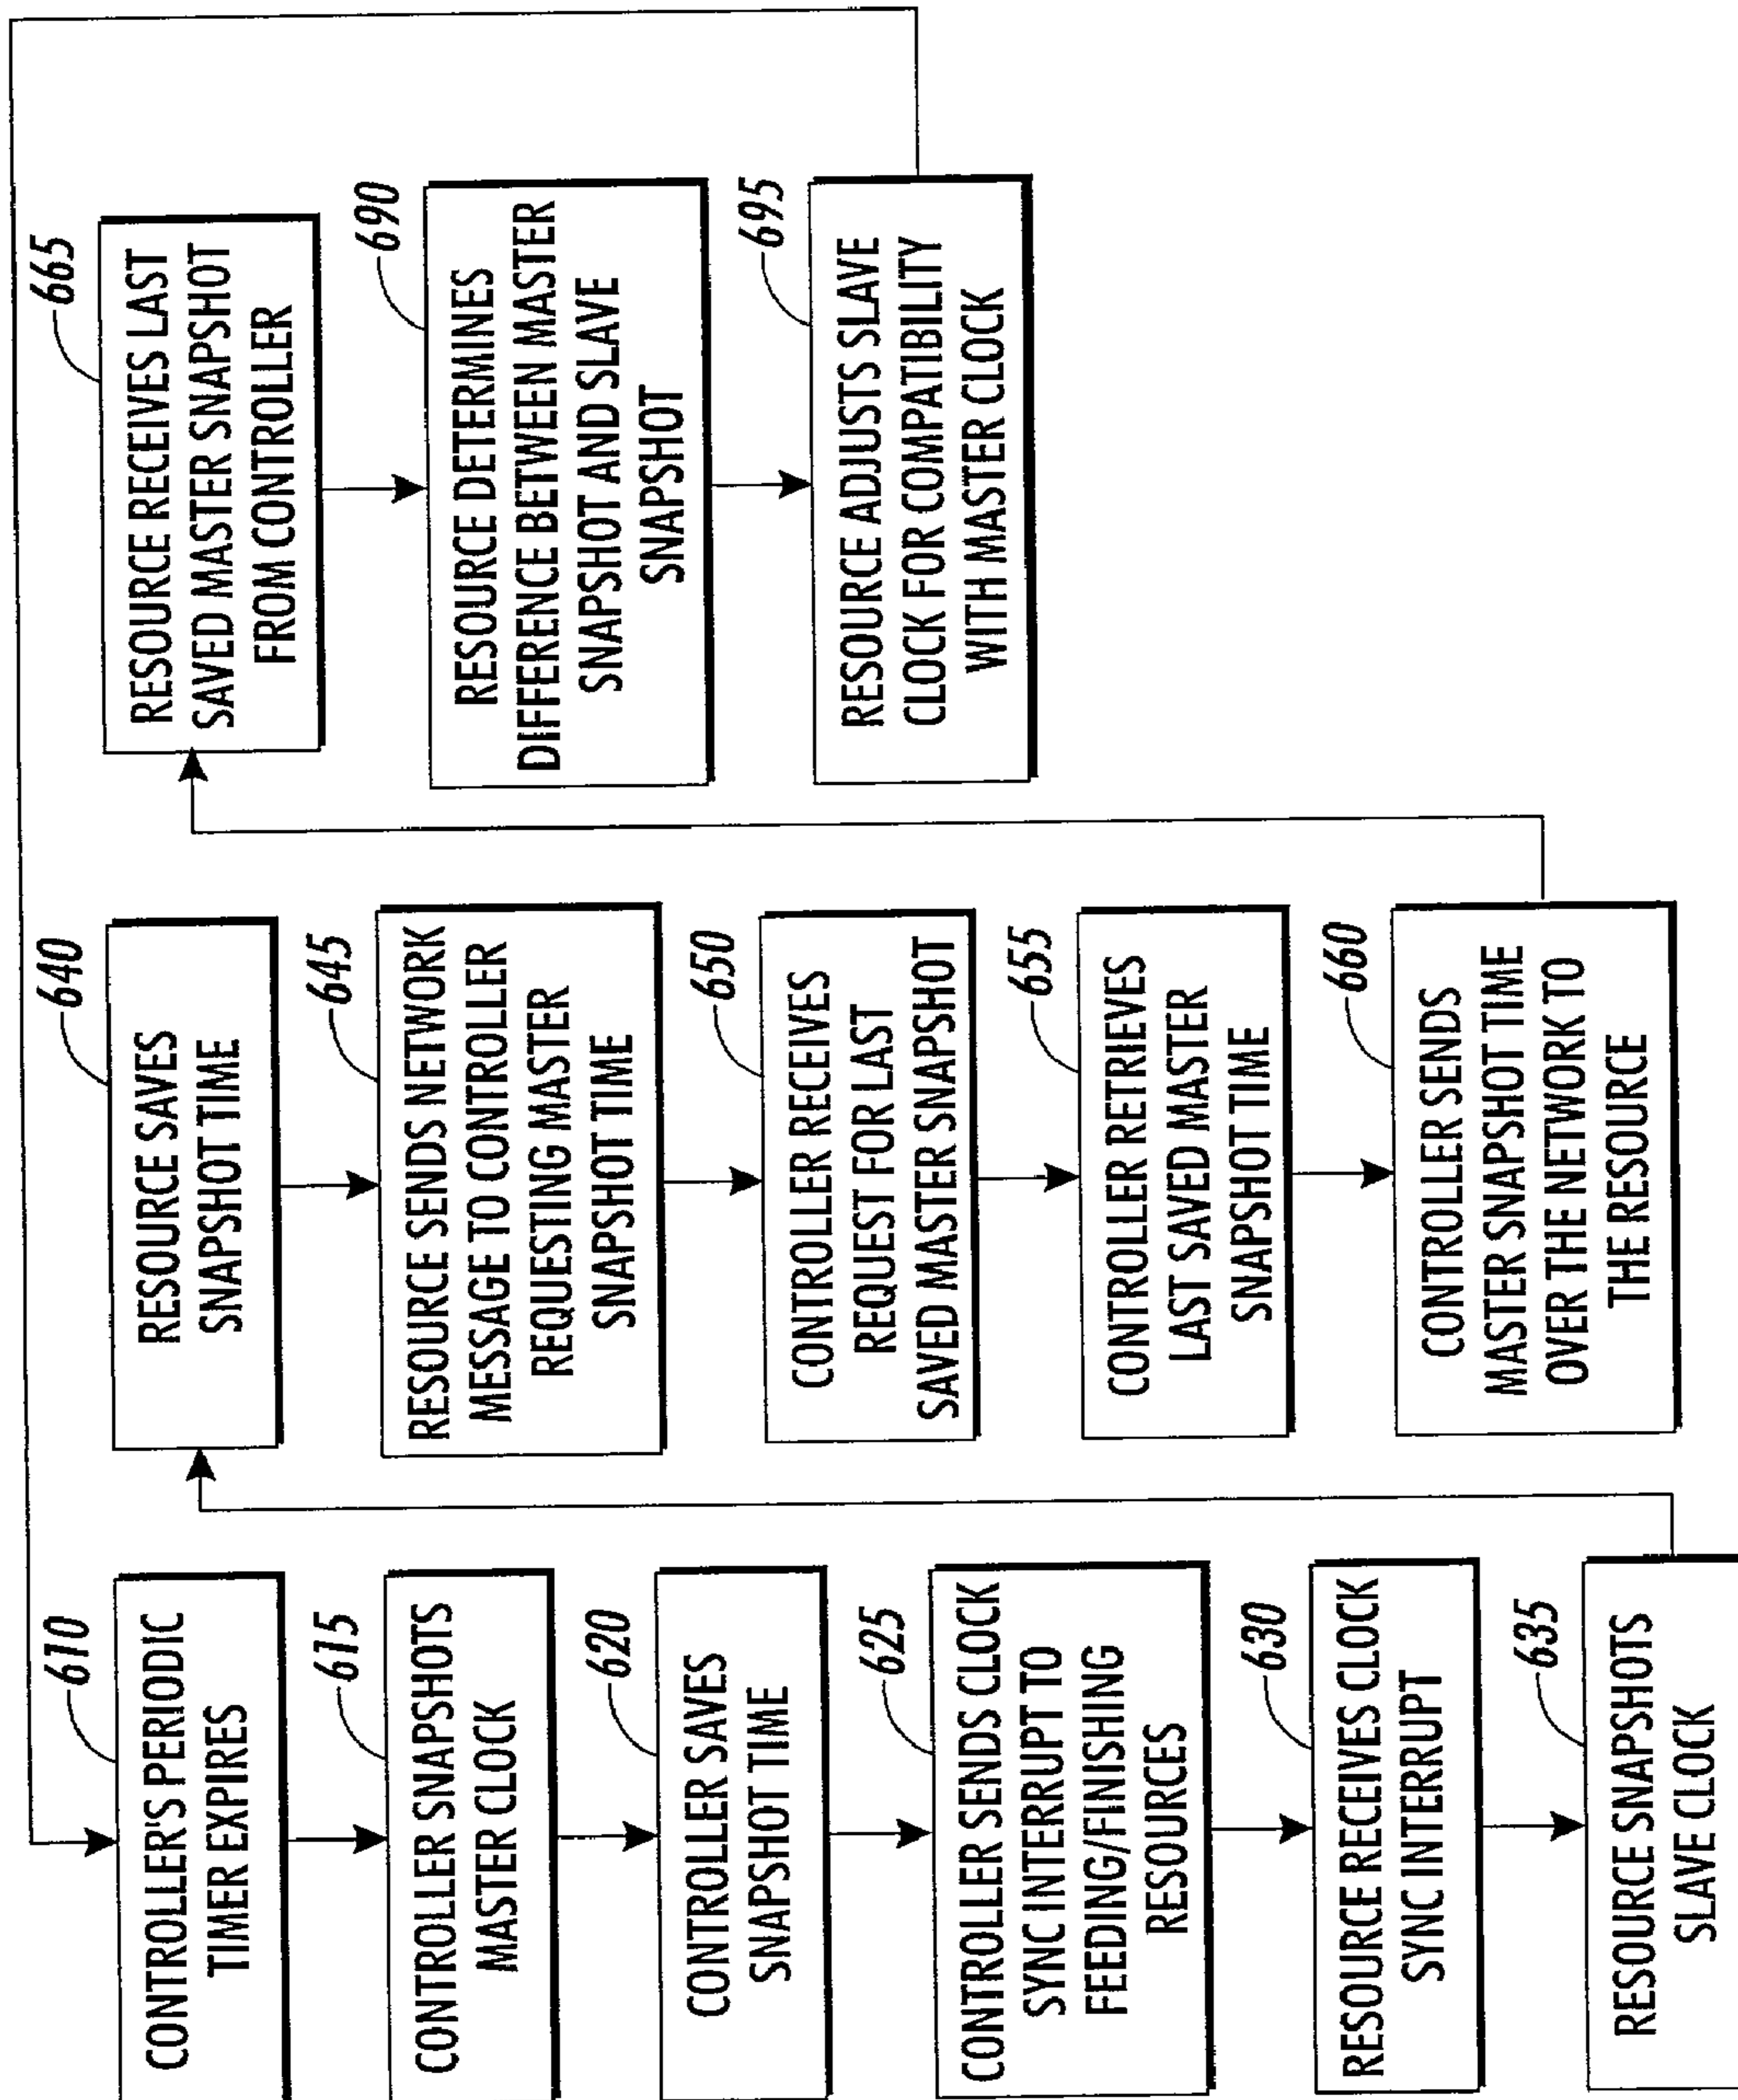 610
CONTROLLER'S PERIODIC
TIMER EXPIRES
615
CONTROLLER SNAPSHOTS
MASTER CLOCK
620
CONTROLLER SAVES
SNAPSHOT TIME
625
CONTROLLER SENDS CLOCK
SYNC INTERRUPT TO
FEEDING/FINISHING
RESOURCES
630
RESOURCE RECEIVES CLOCK
SYNC INTERRUPT
635
RESOURCE SNAPSHOTS
SLAVE CLOCK
640
RESOURCE SAVES
SNAPSHOT TIME
645
RESOURCE SENDS NETWORK
MESSAGE TO CONTROLLER
REQUESTING MASTER
SNAPSHOT TIME
650
CONTROLLER RECEIVES
REQUEST FOR LAST
SAVED MASTER SNAPSHOT
655
CONTROLLER RETRIEVES
LAST SAVED MASTER
SNAPSHOT TIME
660
CONTROLLER SENDS
MASTER SNAPSHOT TIME
OVER THE NETWORK TO
THE RESOURCE
665
RESOURCE RECEIVES LAST
SAVED MASTER SNAPSHOT
FROM CONTROLLER
690
RESOURCE DETERMINES
DIFFERENCE BETWEEN MASTER
SNAPSHOT AND SLAVE
SNAPSHOT
695
RESOURCE ADJUSTS SLAVE
CLOCK FOR COMPATIBILITY
WITH MASTER CLOCK